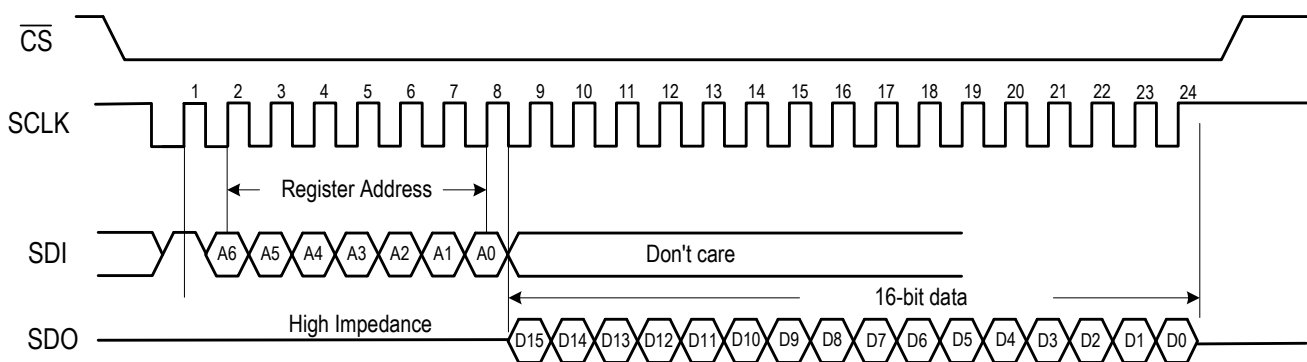 CS
1 2 3 4 5 6 7 8 9 10 11 12 13 14 15 16 17 18 19 20 21 22 23 24
SCLK
Register Address
SDI A6 A5 A4 A3 A2 A1 A0 Don't care
16-bit data
High Impedance
SDO D15 D14 D13 D12 D11 D10 D9 D8 D7 D6 D5 D4 D3 D2 D1 D0